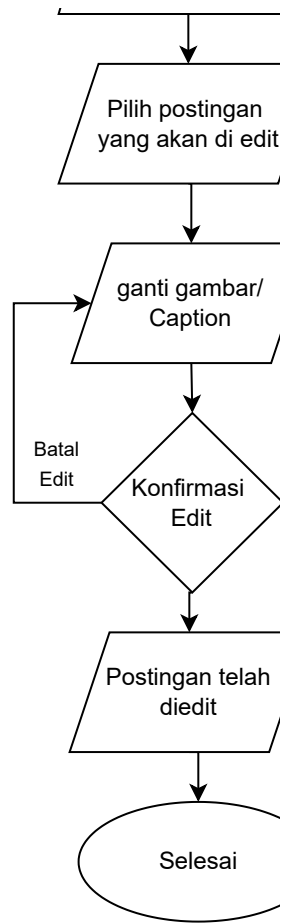 Pilih postingan
yang akan di edit
ganti gambar/
Caption
Batal
Edit
Konfirmasi
Edit
Postingan telah
diedit
Selesai